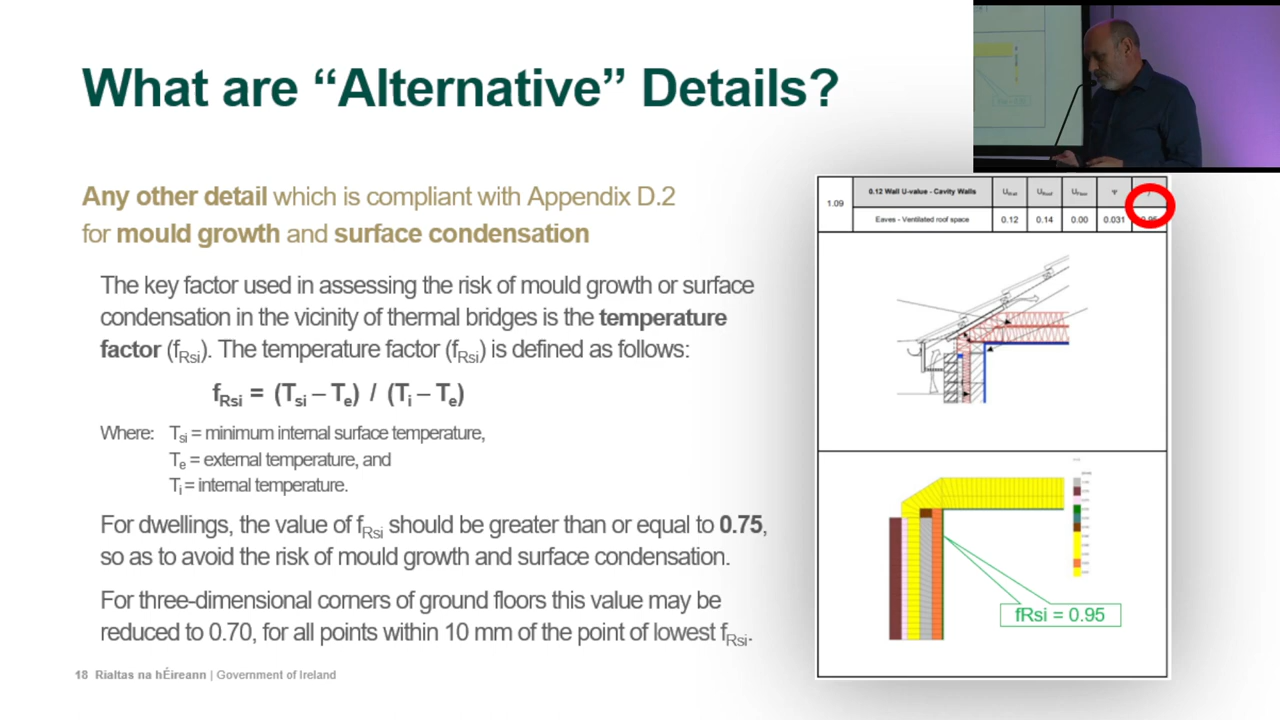 What are “Alternative” Details?
Any other detail which is compliant with Appendix D.2
for mould growth and surface condensation
The key factor used in assessing the risk of mould growth or surface
condensation in the vicinity of thermal bridges is the temperature
factor (fRsi). The temperature factor (fRsi) is defined as follows:
fRsi = (Tsi – Te) / (Ti – Te)
Where: Tsi = minimum internal surface temperature,
Te = external temperature, and
Ti = internal temperature.
For dwellings, the value of fRsi should be greater than or equal to 0.75,
so as to avoid the risk of mould growth and surface condensation.
For three-dimensional corners of ground floors this value may be
reduced to 0.70, for all points within 10 mm of the point of lowest fRsi.
18 Rialtas na hÉireann | Government of Ireland
1.09
0.12 Wall U-value - Cavity Walls UWall URoof UFloor Ψ f
Eaves - Ventilated roof space 0.12 0.14 0.00 0.031 0.95
fRsi = 0.95